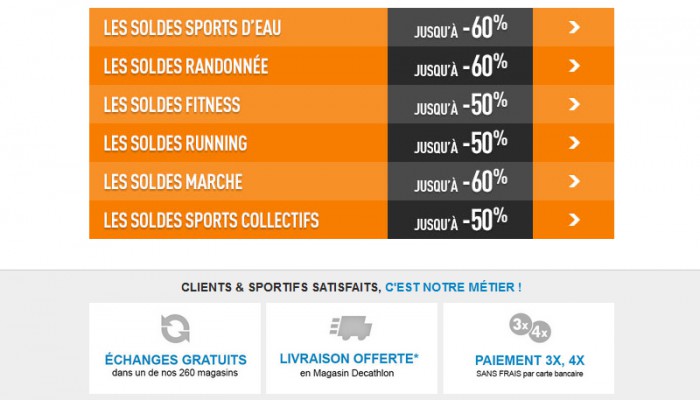 LES SOLDES SPORTS D'EAU JUSQU'À -60%
LES SOLDES RANDONNÉE JUSQU'À -60%
LES SOLDES FITNESS JUSQU'À -50%
LES SOLDES RUNNING JUSQU'À -50%
LES SOLDES MARCHE JUSQU'À -60%
LES SOLDES SPORTS COLLECTIFS JUSQU'À -50%
CLIENTS & SPORTIFS SATISFAITS, C'EST NOTRE MÉTIER !
ÉCHANGES GRATUITS
dans un de nos 260 magasins
LIVRAISON OFFERTE*
en Magasin Decathlon
3x 4x
PAIEMENT 3X, 4X
SANS FRAIS par carte bancaire